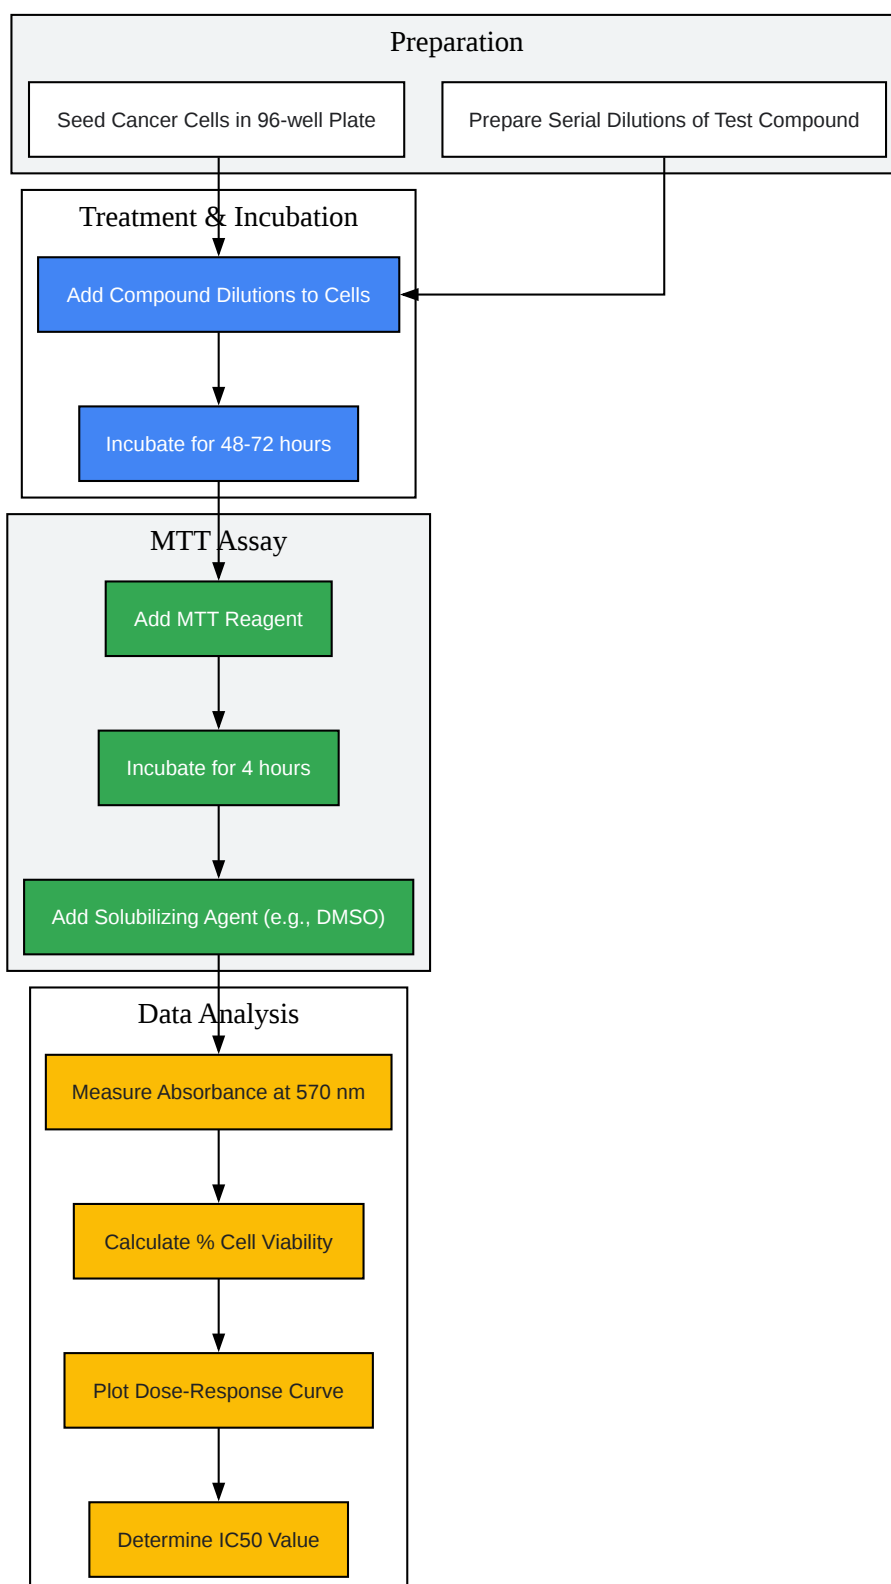 Preparation
Seed Cancer Cells in 96-well Plate
Prepare Serial Dilutions of Test Compound
Treatment & Incubation
Add Compound Dilutions to Cells
Incubate for 48-72 hours
MTT Assay
Add MTT Reagent
Incubate for 4 hours
Add Solubilizing Agent (e.g., DMSO)
Data Analysis
Measure Absorbance at 570 nm
Calculate % Cell Viability
Plot Dose-Response Curve
Determine IC50 Value